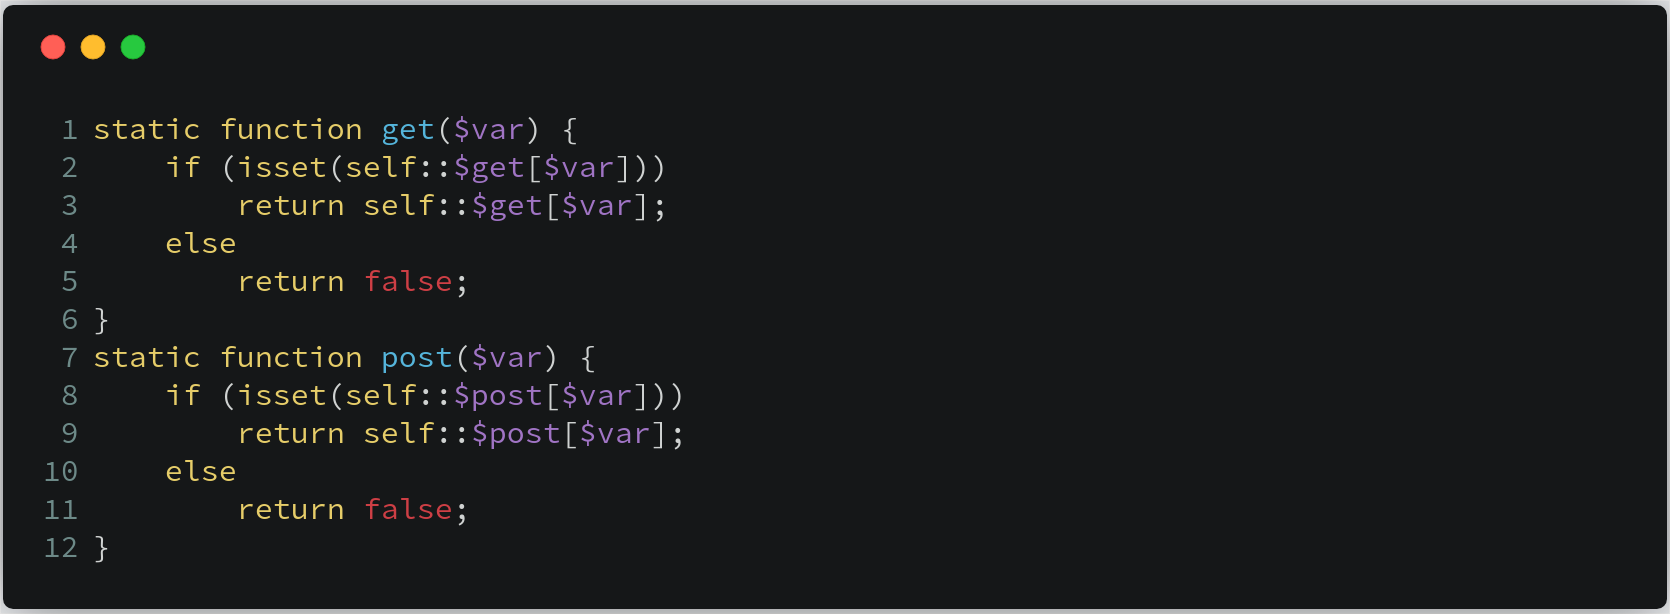 1 static function get($var) {
2     if (isset(self::$get[$var]))
3         return self::$get[$var];
4     else
5         return false;
6 }
7 static function post($var) {
8     if (isset(self::$post[$var]))
9         return self::$post[$var];
10     else
11         return false;
12 }